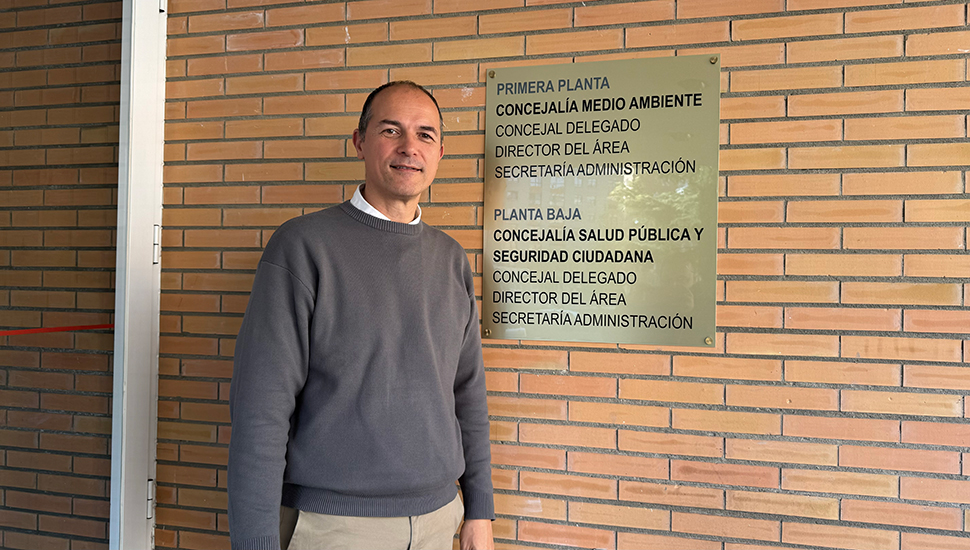 PRIMERA PLANTA
CONCEJALÍA MEDIO AMBIENTE
CONCEJAL DELEGADO
DIRECTOR DEL ÁREA
SECRETARÍA ADMINISTRACIÓN
PLANTA BAJA
CONCEJALÍA SALUD PÚBLICA Y
SEGURIDAD CIUDADANA
CONCEJAL DELEGADO
DIRECTOR DEL ÁREA
SECRETARÍA ADMINISTRACIÓN